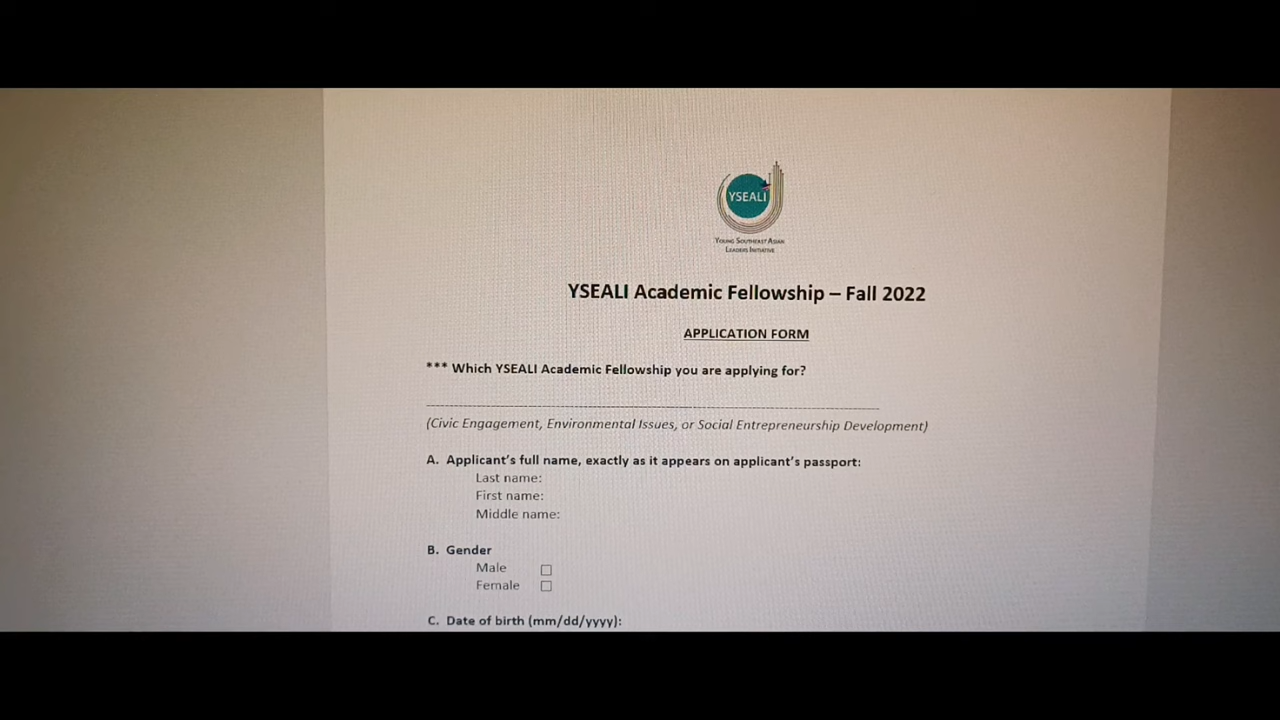 YSEALI
Young Southeast Asian
Leaders Initiative
YSEALI Academic Fellowship – Fall 2022
APPLICATION FORM
*** Which YSEALI Academic Fellowship you are applying for?
(Civic Engagement, Environmental Issues, or Social Entrepreneurship Development)
A. Applicant's full name, exactly as it appears on applicant's passport:
Last name:
First name:
Middle name:
B. Gender
Male ☐
Female ☐
C. Date of birth (mm/dd/yyyy):